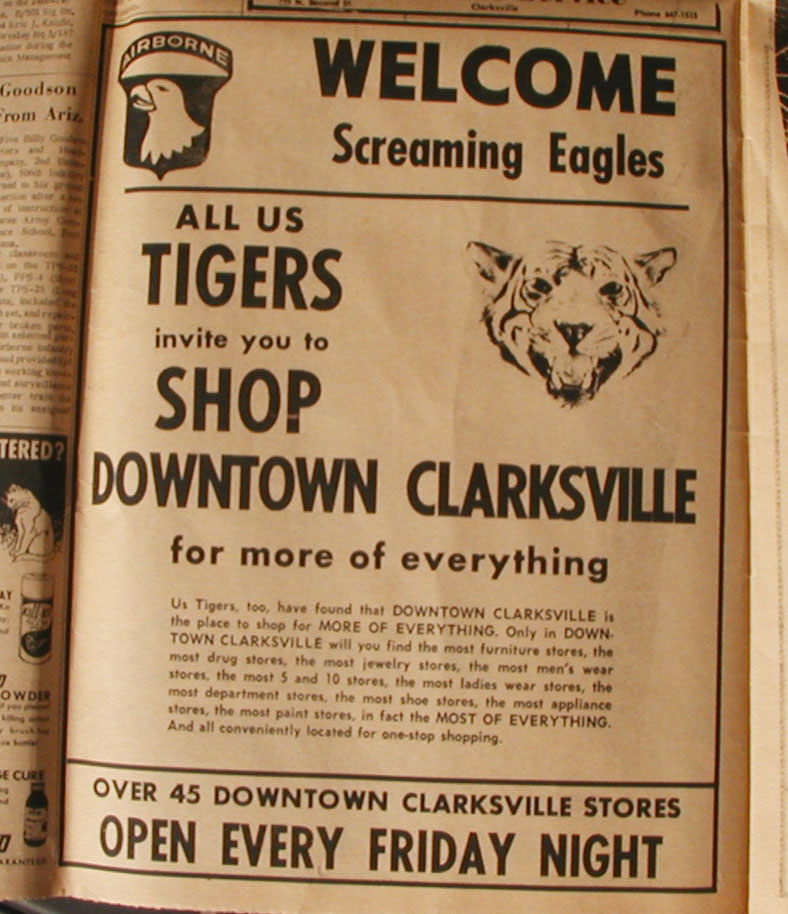 Clarksville
Phone 647-1515
Goodson
From Ariz.
AIRBORNE
WELCOME
Screaming Eagles
ALL US
TIGERS
invite you to
SHOP
DOWNTOWN CLARKSVILLE
for more of everything
Us Tigers, too, have found that DOWNTOWN CLARKSVILLE is
the place to shop for MORE OF EVERYTHING. Only in DOWN-
TOWN CLARKSVILLE will you find the most furniture stores, the
most drug stores, the most jewelry stores, the most men's wear
stores, the most 5 and 10 stores, the most ladies wear stores, the
most department stores, the most shoe stores, the most appliance
stores, the most paint stores, in fact the MOST OF EVERYTHING.
And all conveniently located for one-stop shopping.
OVER 45 DOWNTOWN CLARKSVILLE STORES
OPEN EVERY FRIDAY NIGHT
TERED?
OWDER
CURE